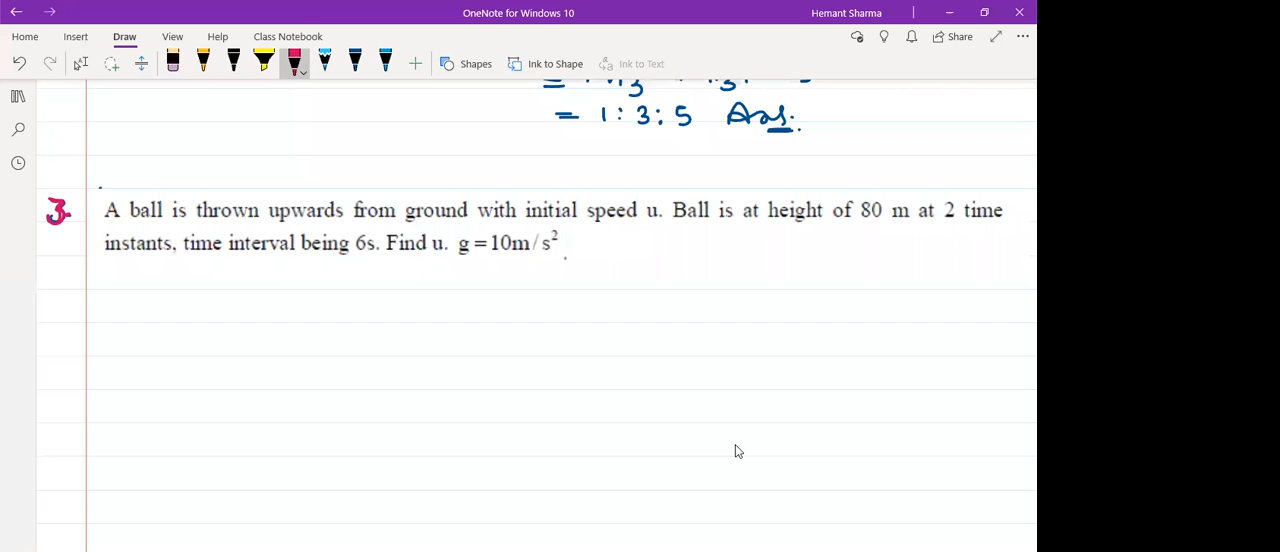 OneNote for Windows 10
Hemant Sharma
Home Insert Draw View Help Class Notebook
Share
Shapes Ink to Shape Ink to Text
= 1 : 3 : 5 Ans.
3.
A ball is thrown upwards from ground with initial speed u. Ball is at height of 80 m at 2 time
instants, time interval being 6s. Find u. g = 10m/s²